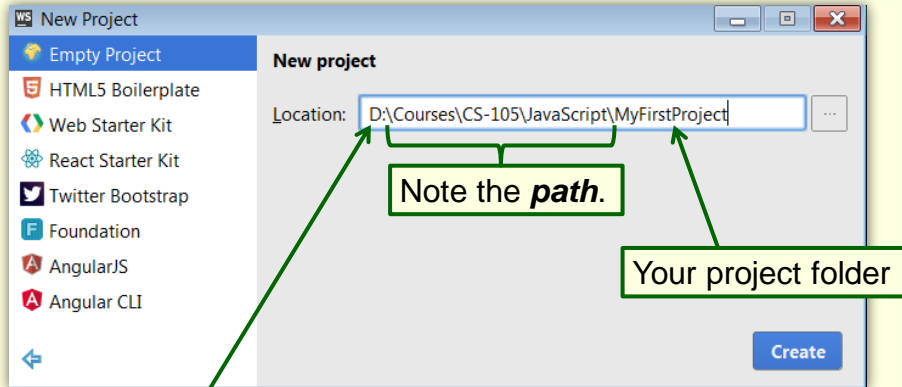 WS New Project
Empty Project
New project
HTML5 Boilerplate
Location: D:\Courses\CS-105\JavaScript\MyFirstProject ...
Web Starter Kit
React Starter Kit
Note the path.
Twitter Bootstrap
F Foundation
Your project folder
AngularJS
Angular CLI
Create